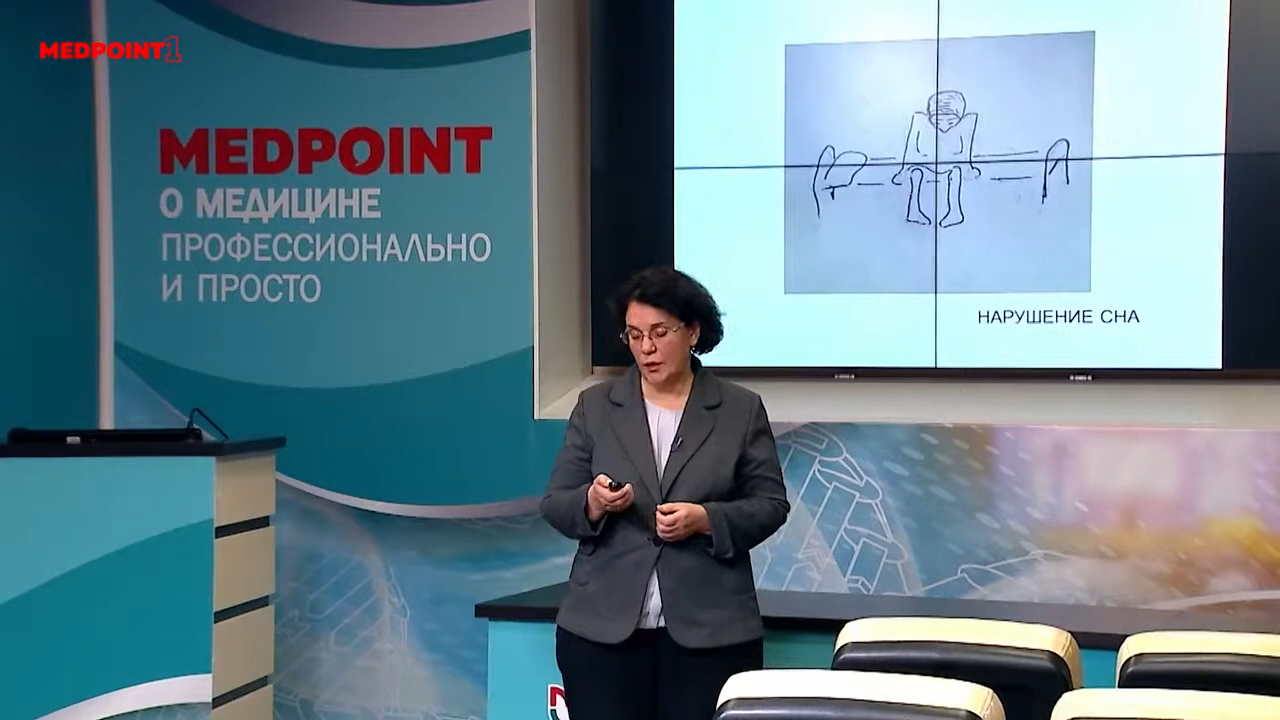 MEDPOINT1
MEDPOINT
О МЕДИЦИНЕ
ПРОФЕССИОНАЛЬНО
И ПРОСТО
НАРУШЕНИЕ СНА